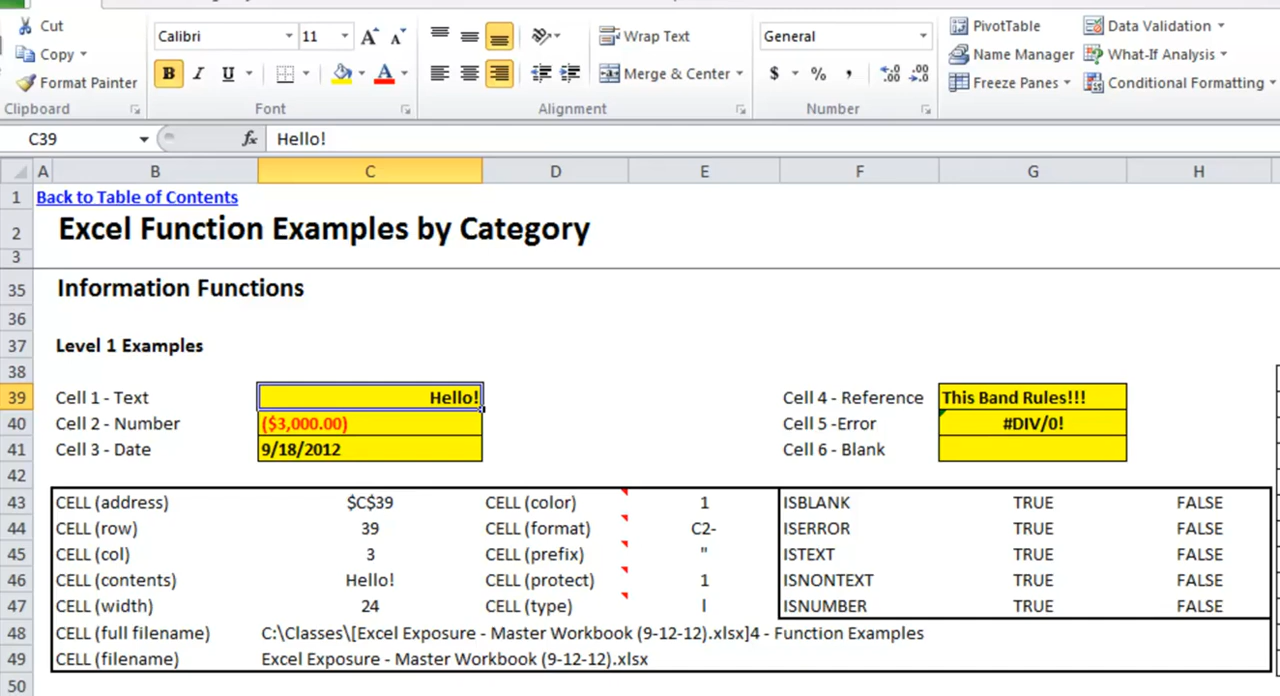 Cut
Calibri 11 A A
Wrap Text
General
PivotTable
Data Validation
Copy
Name Manager
What-If Analysis
Format Painter
B I U A
Merge & Center
$ % ,
Freeze Panes
Conditional Formatting
Clipboard
Font
Alignment
Number
C39 fx Hello!
A B C D E F G H
1 Back to Table of Contents
2 Excel Function Examples by Category
3
35 Information Functions
36
37 Level 1 Examples
38
39 Cell 1 - Text Hello! Cell 4 - Reference This Band Rules!!!
40 Cell 2 - Number ($3,000.00) Cell 5 -Error #DIV/0!
41 Cell 3 - Date 9/18/2012 Cell 6 - Blank
42
43 CELL (address) $C$39 CELL (color) 1 ISBLANK TRUE FALSE
44 CELL (row) 39 CELL (format) C2- ISERROR TRUE FALSE
45 CELL (col) 3 CELL (prefix) " ISTEXT TRUE FALSE
46 CELL (contents) Hello! CELL (protect) 1 ISNONTEXT TRUE FALSE
47 CELL (width) 24 CELL (type) l ISNUMBER TRUE FALSE
48 CELL (full filename) C:\Classes\[Excel Exposure - Master Workbook (9-12-12).xlsx]4 - Function Examples
49 CELL (filename) Excel Exposure - Master Workbook (9-12-12).xlsx
50